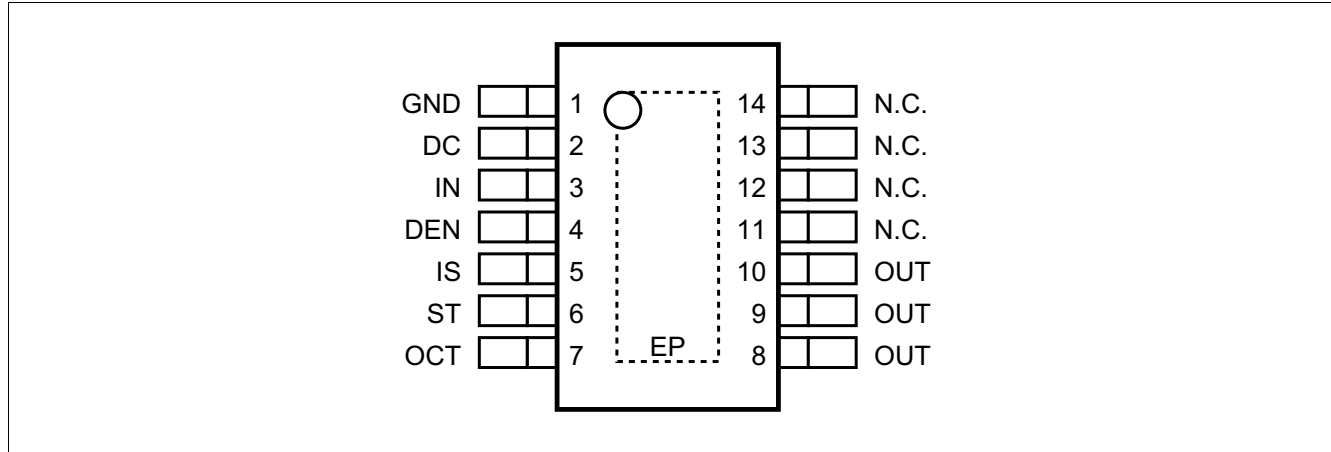 GND 1 14 N.C.
DC 2 13 N.C.
IN 3 12 N.C.
DEN 4 11 N.C.
IS 5 10 OUT
ST 6 9 OUT
OCT 7 EP 8 OUT